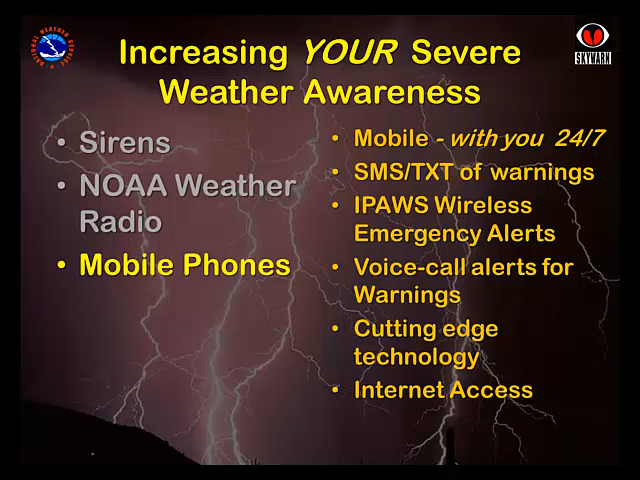 Increasing YOUR Severe
Weather Awareness
SKYWARN
• Sirens
• NOAA Weather
Radio
• Mobile Phones
• Mobile - with you 24/7
• SMS/TXT of warnings
• IPAWS Wireless
Emergency Alerts
• Voice-call alerts for
Warnings
• Cutting edge
technology
• Internet Access